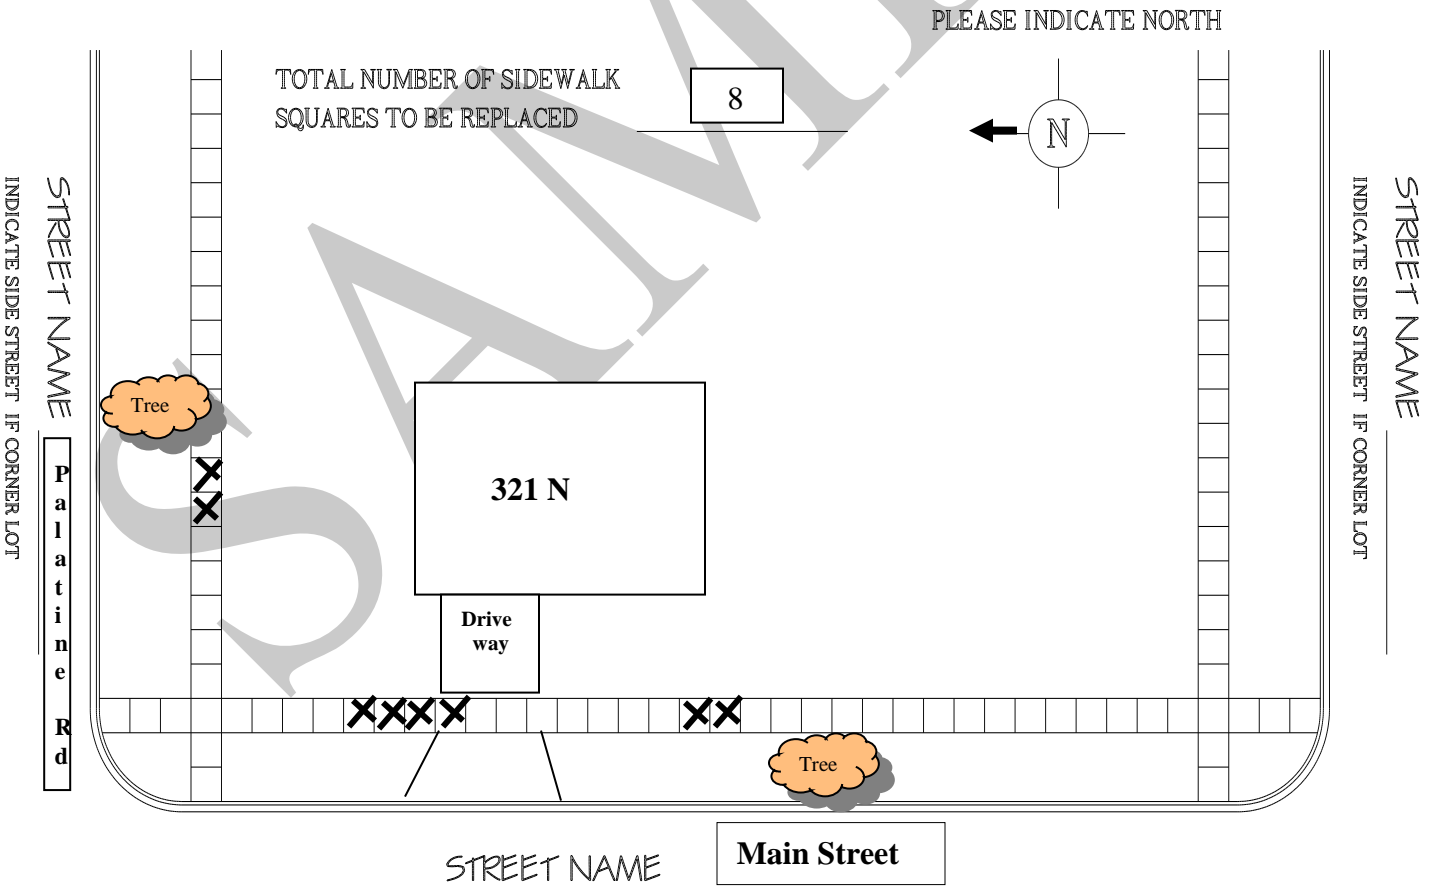 PLEASE INDICATE NORTH
TOTAL NUMBER OF SIDEWALK
SQUARES TO BE REPLACED
8
N
STREET NAME
INDICATE SIDE STREET IF CORNER LOT
Palatine Rd
STREET NAME
INDICATE SIDE STREET IF CORNER LOT
Tree
321 N
Drive
way
Tree
STREET NAME
Main Street